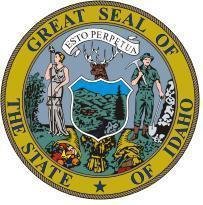 GREAT SEAL OF
THE STATE ★ OF IDAHO
ESTO PERPETUA